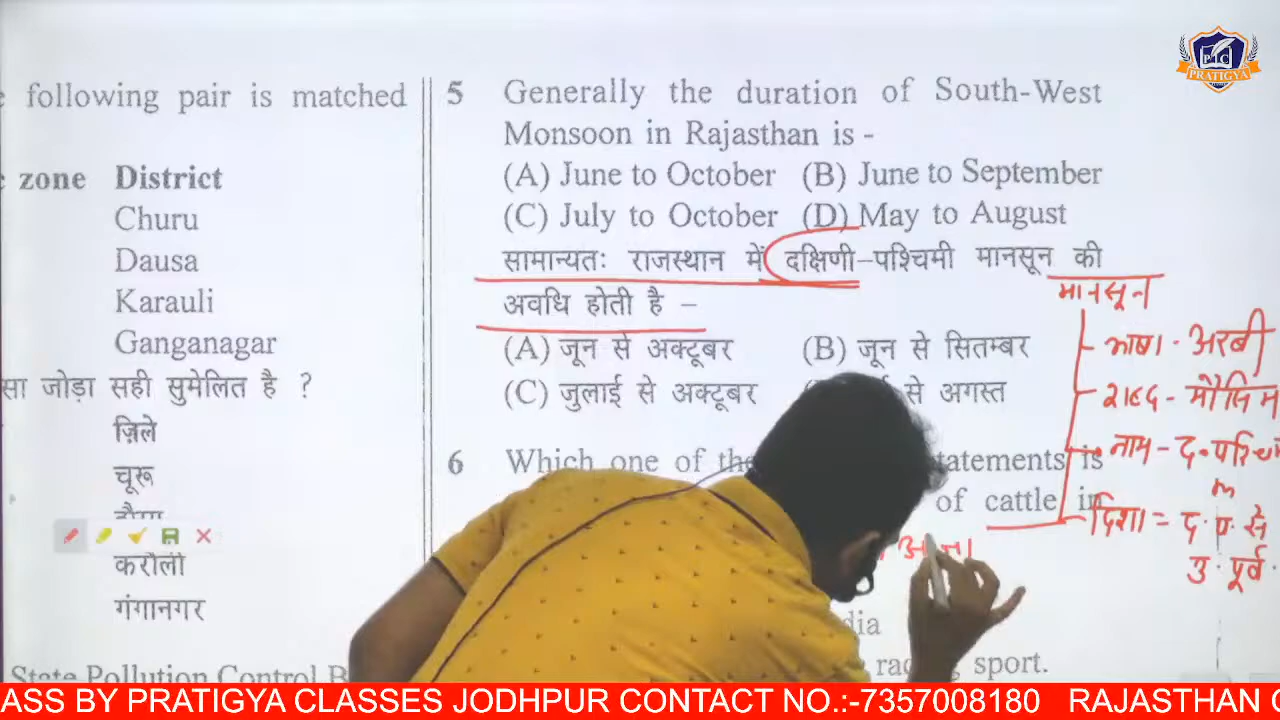 following pair is matched
zone District
Churu
Dausa
Karauli
Ganganagar
सा जोड़ा सही सुमेलित है ?
ज़िले
चूरू
करौली
गंगानगर
State Pollution Control
5 Generally the duration of South-West
Monsoon in Rajasthan is -
(A) June to October (B) June to September
(C) July to October (D) May to August
सामान्यतः राजस्थान में दक्षिणी-पश्चिमी मानसून की
अवधि होती है -
(A) जून से अक्टूबर (B) जून से सितम्बर
(C) जुलाई से अक्टूबर से अगस्त
6 Which one of the tatements is
of cattle in
dia
sport.
मानसून
भाषा - अरबी
शब्द - मौसिम
नाम - द. पश्चिम
दिशा = द. प. से
उ. पूर्व
PTC
PRATIGYA
ASS BY PRATIGYA CLASSES JODHPUR CONTACT NO.:-7357008180 RAJASTHAN